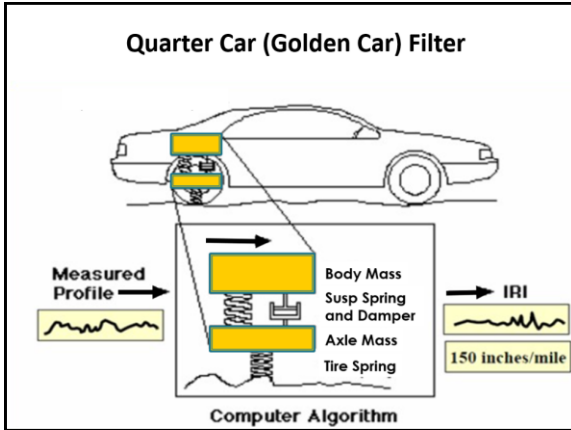 Quarter Car (Golden Car) Filter
Measured
Profile
Body Mass
Susp Spring
and Damper
Axle Mass
Tire Spring
IRI
150 inches/mile
Computer Algorithm